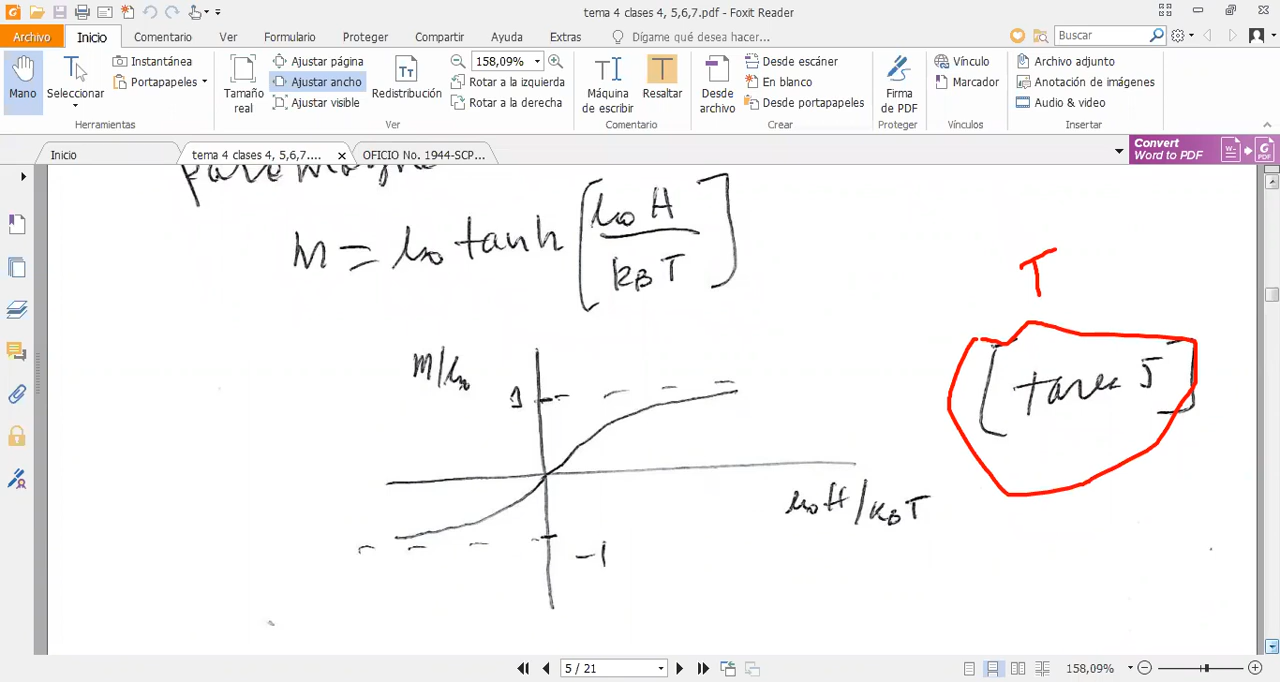 tema 4 clases 4, 5,6,7.pdf - Foxit Reader
Archivo Inicio Comentario Ver Formulario Proteger Compartir Ayuda Extras Dígame qué desea hacer... Buscar
Mano
Seleccionar
Instantánea
Portapapeles
Tamaño real
Ajustar página
Ajustar ancho
Ajustar visible
Redistribución
158,09%
Rotar a la izquierda
Rotar a la derecha
Máquina de escribir
Resaltar
Desde archivo
Desde escáner
En blanco
Desde portapapeles
Firma de PDF
Vínculo
Marcador
Archivo adjunto
Anotación de imágenes
Audio & video
Herramientas Ver Comentario Crear Proteger Vínculos Insertar
Inicio tema 4 clases 4, 5,6,7.... OFICIO No. 1944-SCP...
Convert
Word to PDF
M = μ0 tanh [μ0 H / kB T]
T
[tarea 5]
M/μ0
1
μ0H/kBT
-1
5 / 21 158,09%